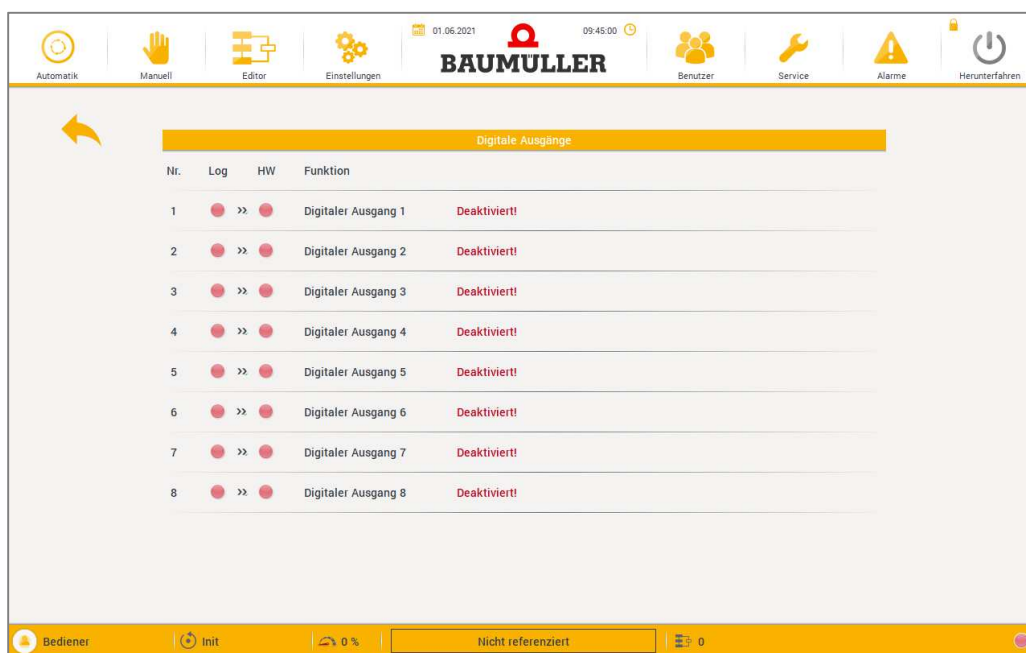 01.06.2021 09:45:00
BAUMÜLLER
Automatik Manuell Editor Einstellungen Benutzer Service Alarme Herunterfahren
Digitale Ausgänge
Nr. Log HW Funktion
1 >> Digitaler Ausgang 1 Deaktiviert!
2 >> Digitaler Ausgang 2 Deaktiviert!
3 >> Digitaler Ausgang 3 Deaktiviert!
4 >> Digitaler Ausgang 4 Deaktiviert!
5 >> Digitaler Ausgang 5 Deaktiviert!
6 >> Digitaler Ausgang 6 Deaktiviert!
7 >> Digitaler Ausgang 7 Deaktiviert!
8 >> Digitaler Ausgang 8 Deaktiviert!
Bediener Init 0 % Nicht referenziert 0